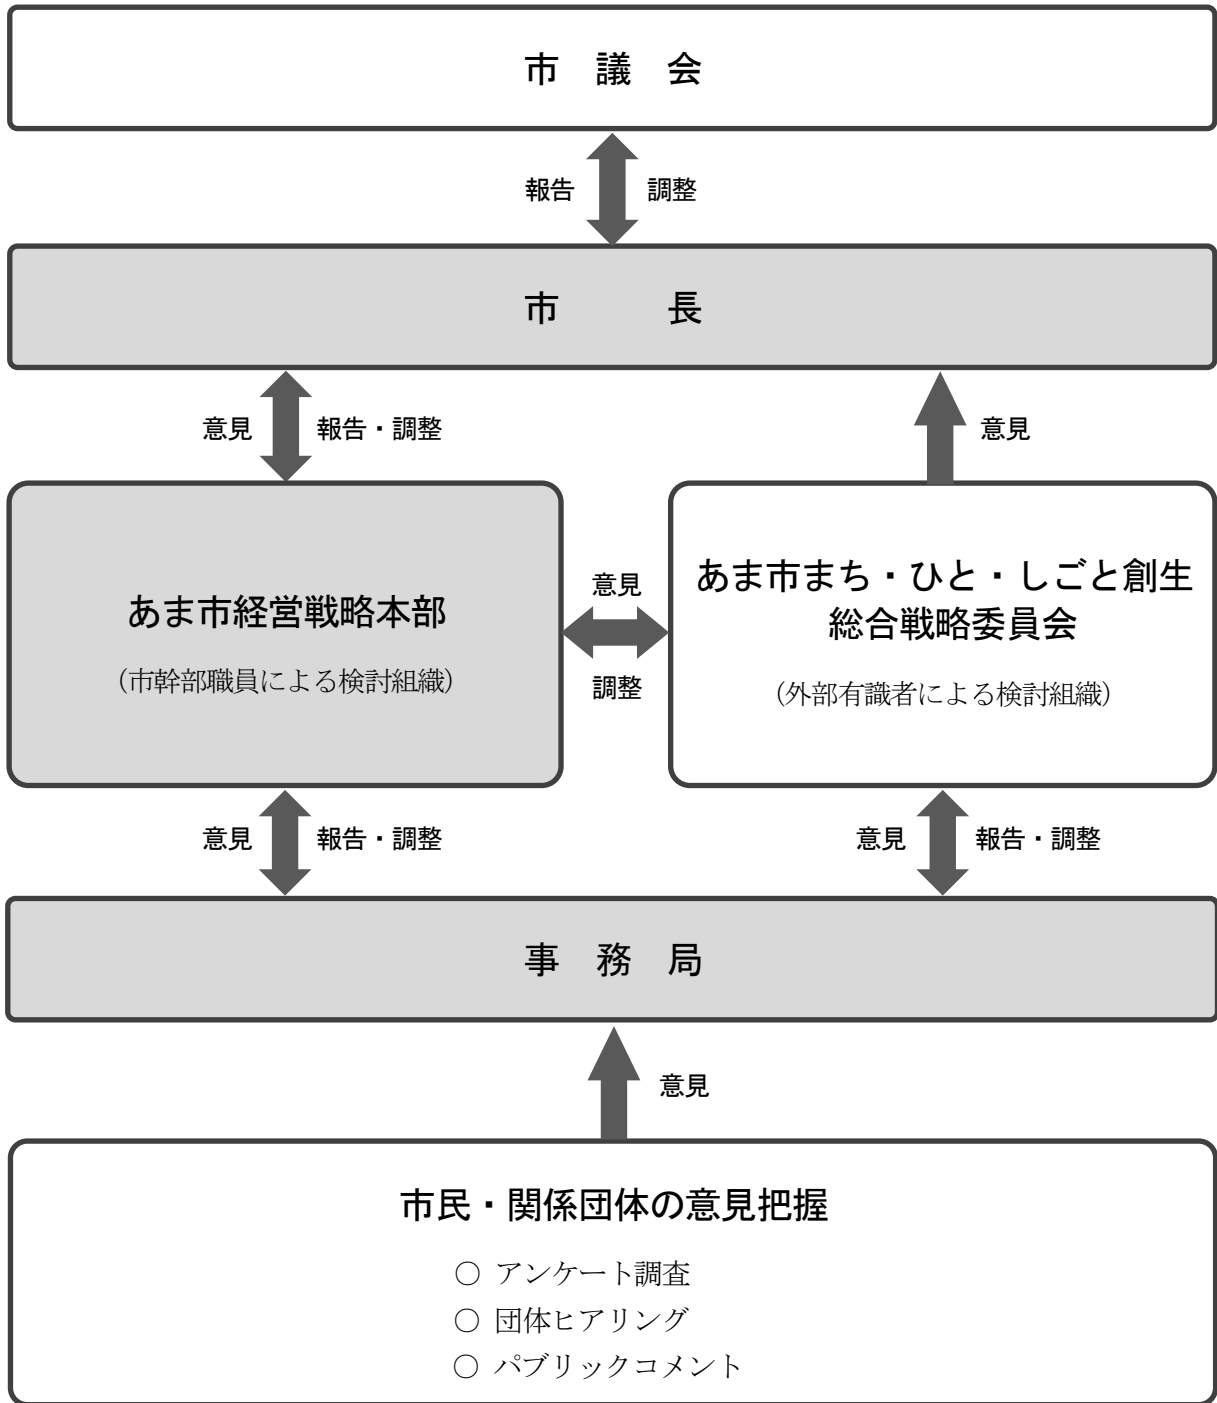 市　議　会
報告
調整
市　　　長
意見
報告・調整
意見
あま市経営戦略本部
（市幹部職員による検討組織）
意見
調整
あま市まち・ひと・しごと創生
総合戦略委員会
（外部有識者による検討組織）
意見
報告・調整
意見
報告・調整
事　務　局
意見
市民・関係団体の意見把握
○ アンケート調査
○ 団体ヒアリング
○ パブリックコメント